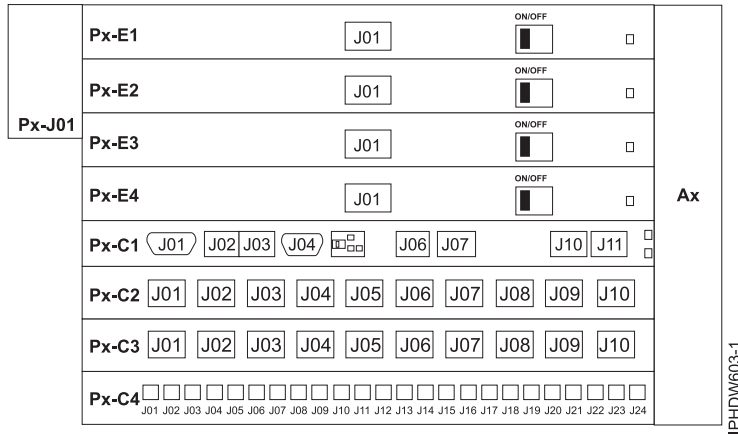 ON/OFF
Px-E1 J01
ON/OFF
Px-E2 J01
Px-J01
ON/OFF
Px-E3 J01
ON/OFF
Px-E4 J01
Ax
Px-C1 J01 J02 J03 J04 J06 J07 J10 J11
Px-C2 J01 J02 J03 J04 J05 J06 J07 J08 J09 J10
Px-C3 J01 J02 J03 J04 J05 J06 J07 J08 J09 J10
Px-C4
J01 J02 J03 J04 J05 J06 J07 J08 J09 J10 J11 J12 J13 J14 J15 J16 J17 J18 J19 J20 J21 J22 J23 J24
IPHDW603-1